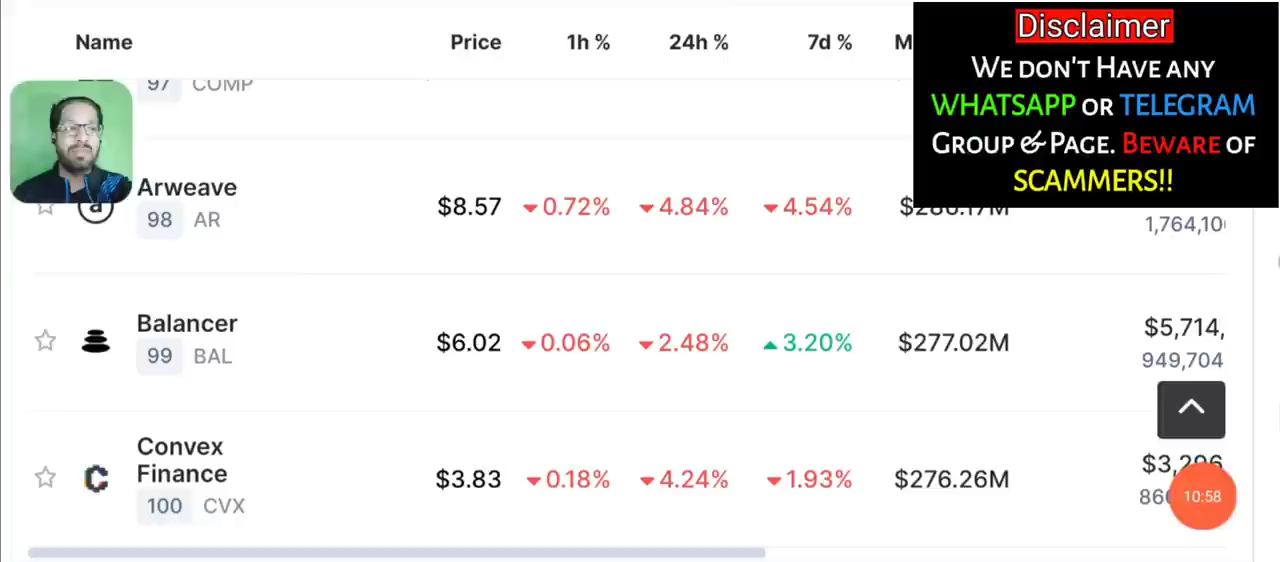 Name Price 1h % 24h % 7d % M
97 COMP
Arweave
98 AR
$8.57 0.72% 4.84% 4.54%
1,764,10
Balancer
99 BAL
$6.02 0.06% 2.48% 3.20% $277.02M
$5,714,
949,704
Convex
Finance
100 CVX
$3.83 0.18% 4.24% 1.93% $276.26M
10:58
Disclaimer
We don't Have any
WHATSAPP or TELEGRAM
Group & Page. Beware of
SCAMMERS!!